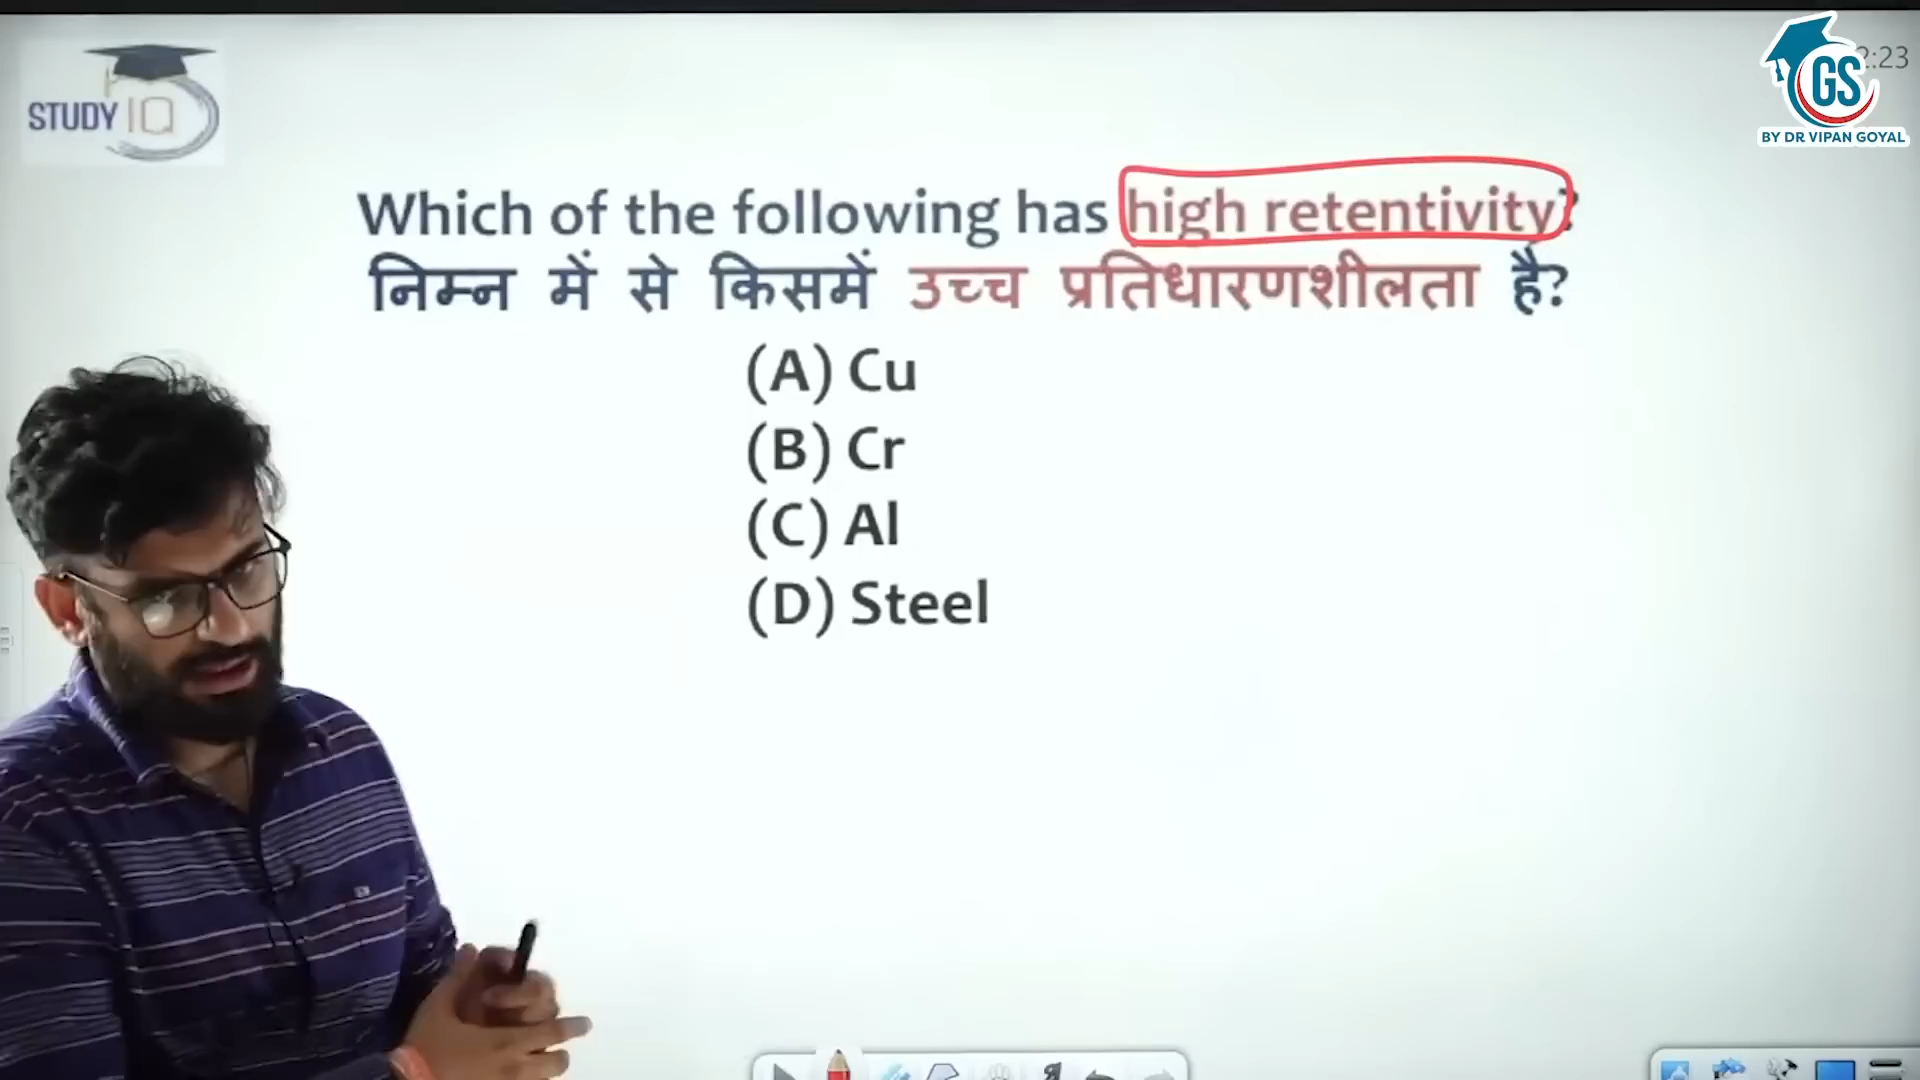 STUDY IQ
GS
:23
BY DR VIPAN GOYAL
Which of the following has high retentivity?
निम्न में से किसमें उच्च प्रतिधारणशीलता है?
(A) Cu
(B) Cr
(C) Al
(D) Steel